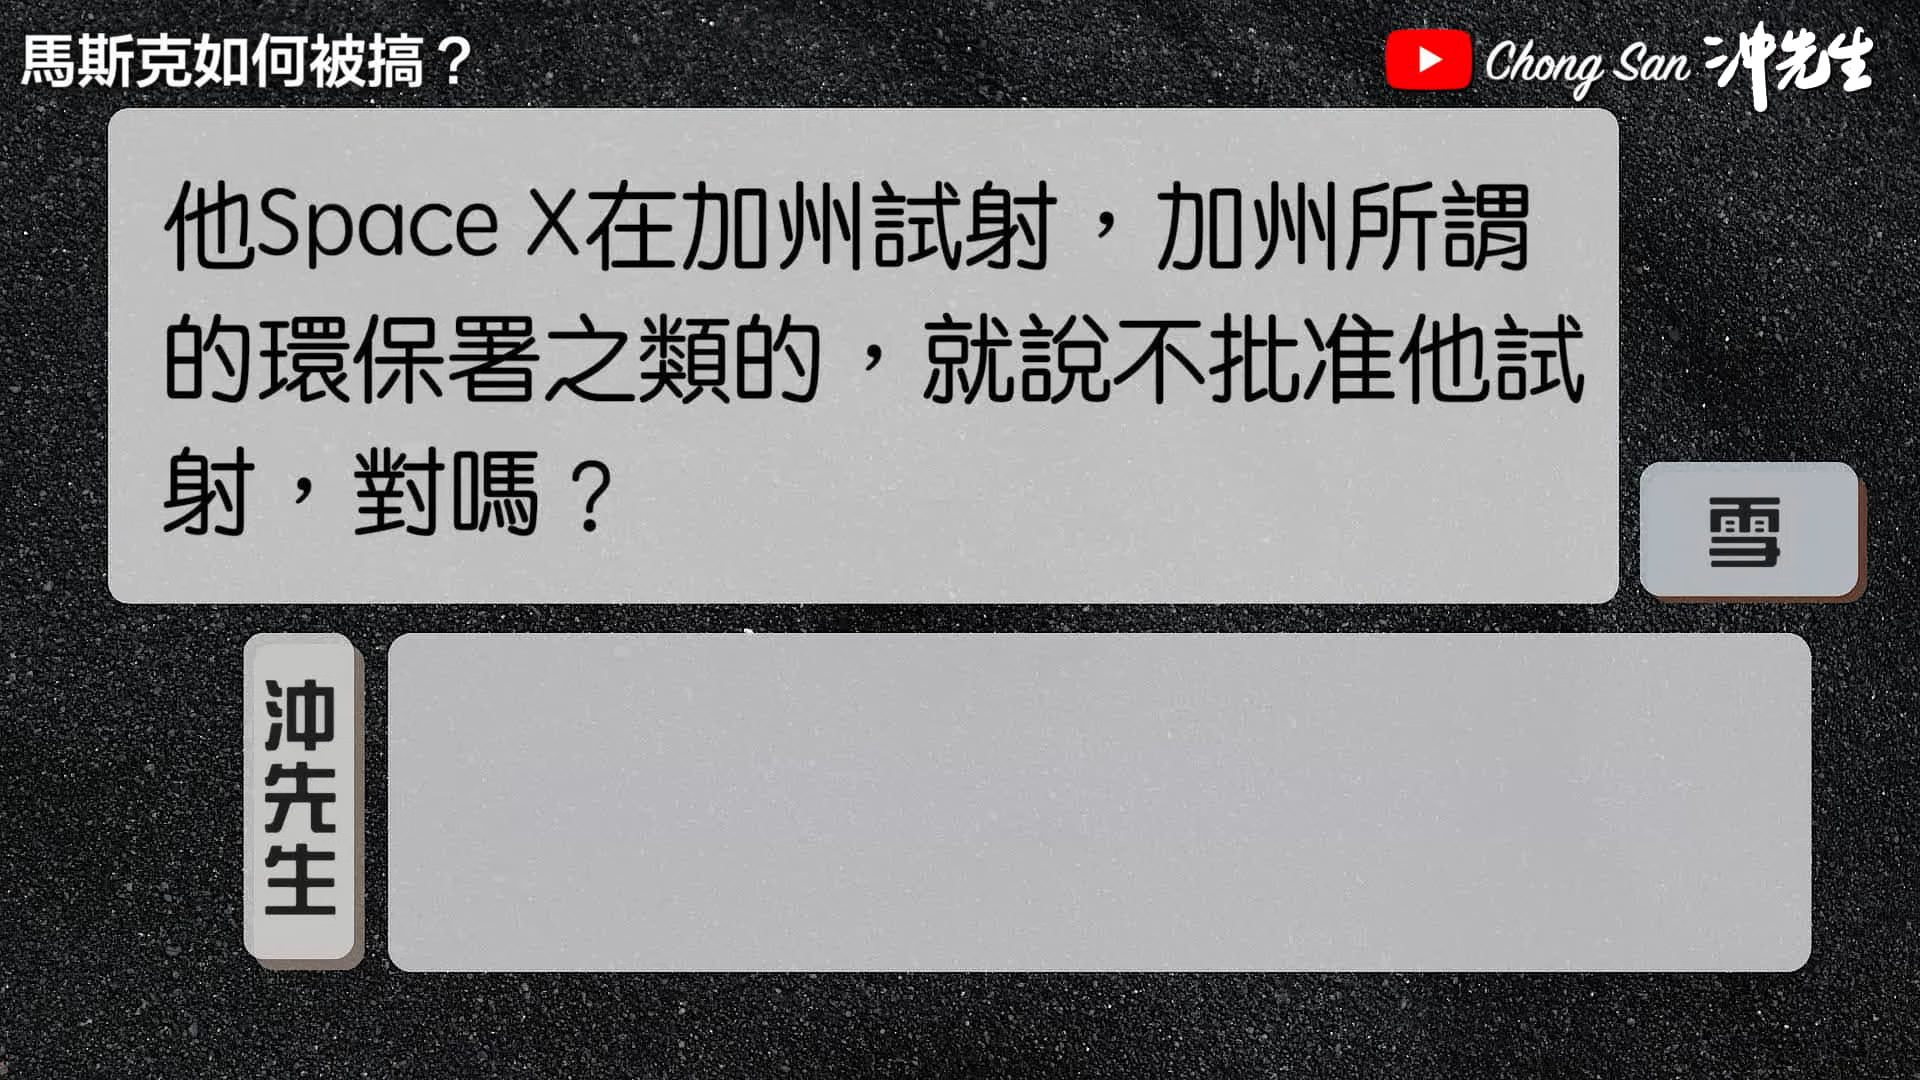 馬斯克如何被搞？
Chong San 沖先生
他Space X在加州試射，加州所謂
的環保署之類的，就說不批准他試
射，對嗎？
雪
沖先生